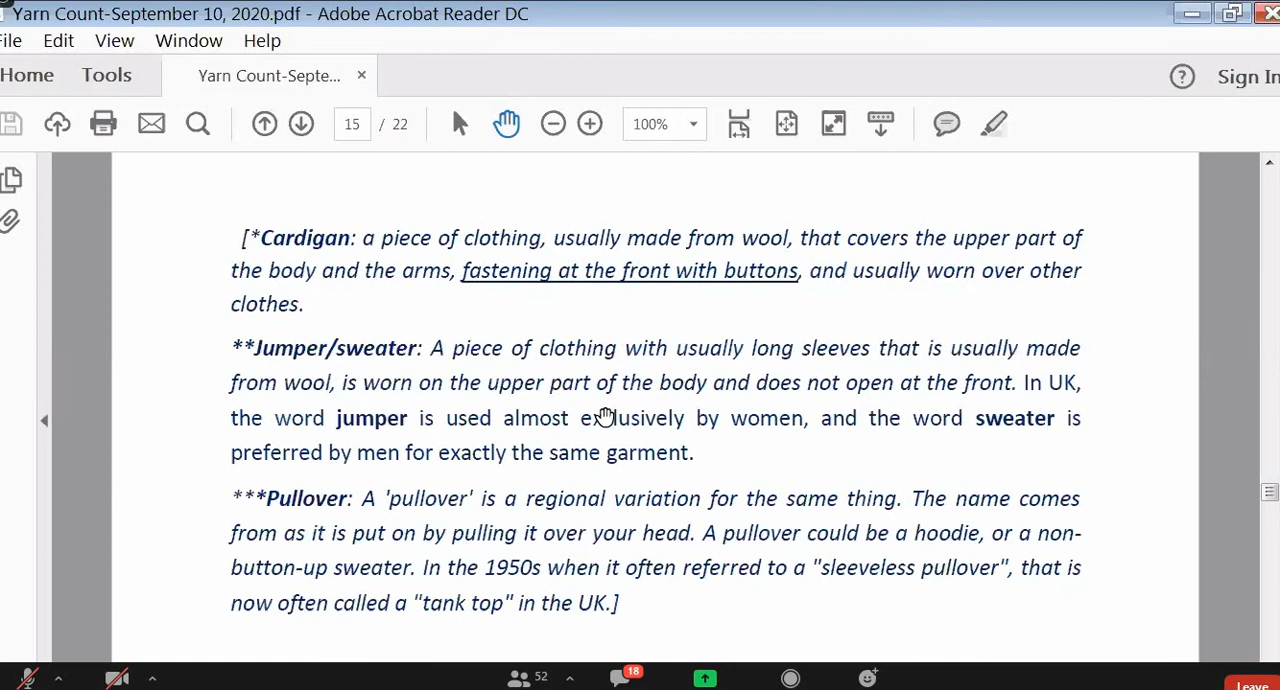 Yarn Count-September 10, 2020.pdf - Adobe Acrobat Reader DC
File Edit View Window Help
Home Tools Yarn Count-Septe... × ? Sign In
15 / 22 100%
[*Cardigan: a piece of clothing, usually made from wool, that covers the upper part of
the body and the arms, fastening at the front with buttons, and usually worn over other
clothes.
**Jumper/sweater: A piece of clothing with usually long sleeves that is usually made
from wool, is worn on the upper part of the body and does not open at the front. In UK,
the word jumper is used almost exclusively by women, and the word sweater is
preferred by men for exactly the same garment.
***Pullover: A 'pullover' is a regional variation for the same thing. The name comes
from as it is put on by pulling it over your head. A pullover could be a hoodie, or a non-
button-up sweater. In the 1950s when it often referred to a "sleeveless pullover", that is
now often called a "tank top" in the UK.]
52 18 Leave